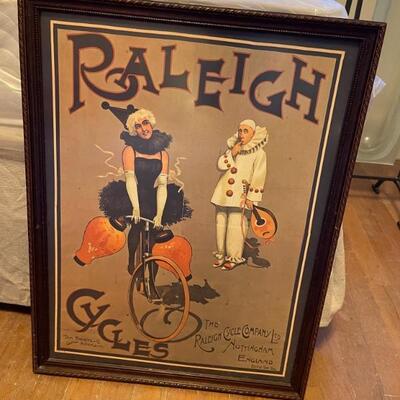 RALEIGH
CYCLES
THE
RALEIGH CYCLE COMPANY LTD
NOTTINGHAM
ENGLAND